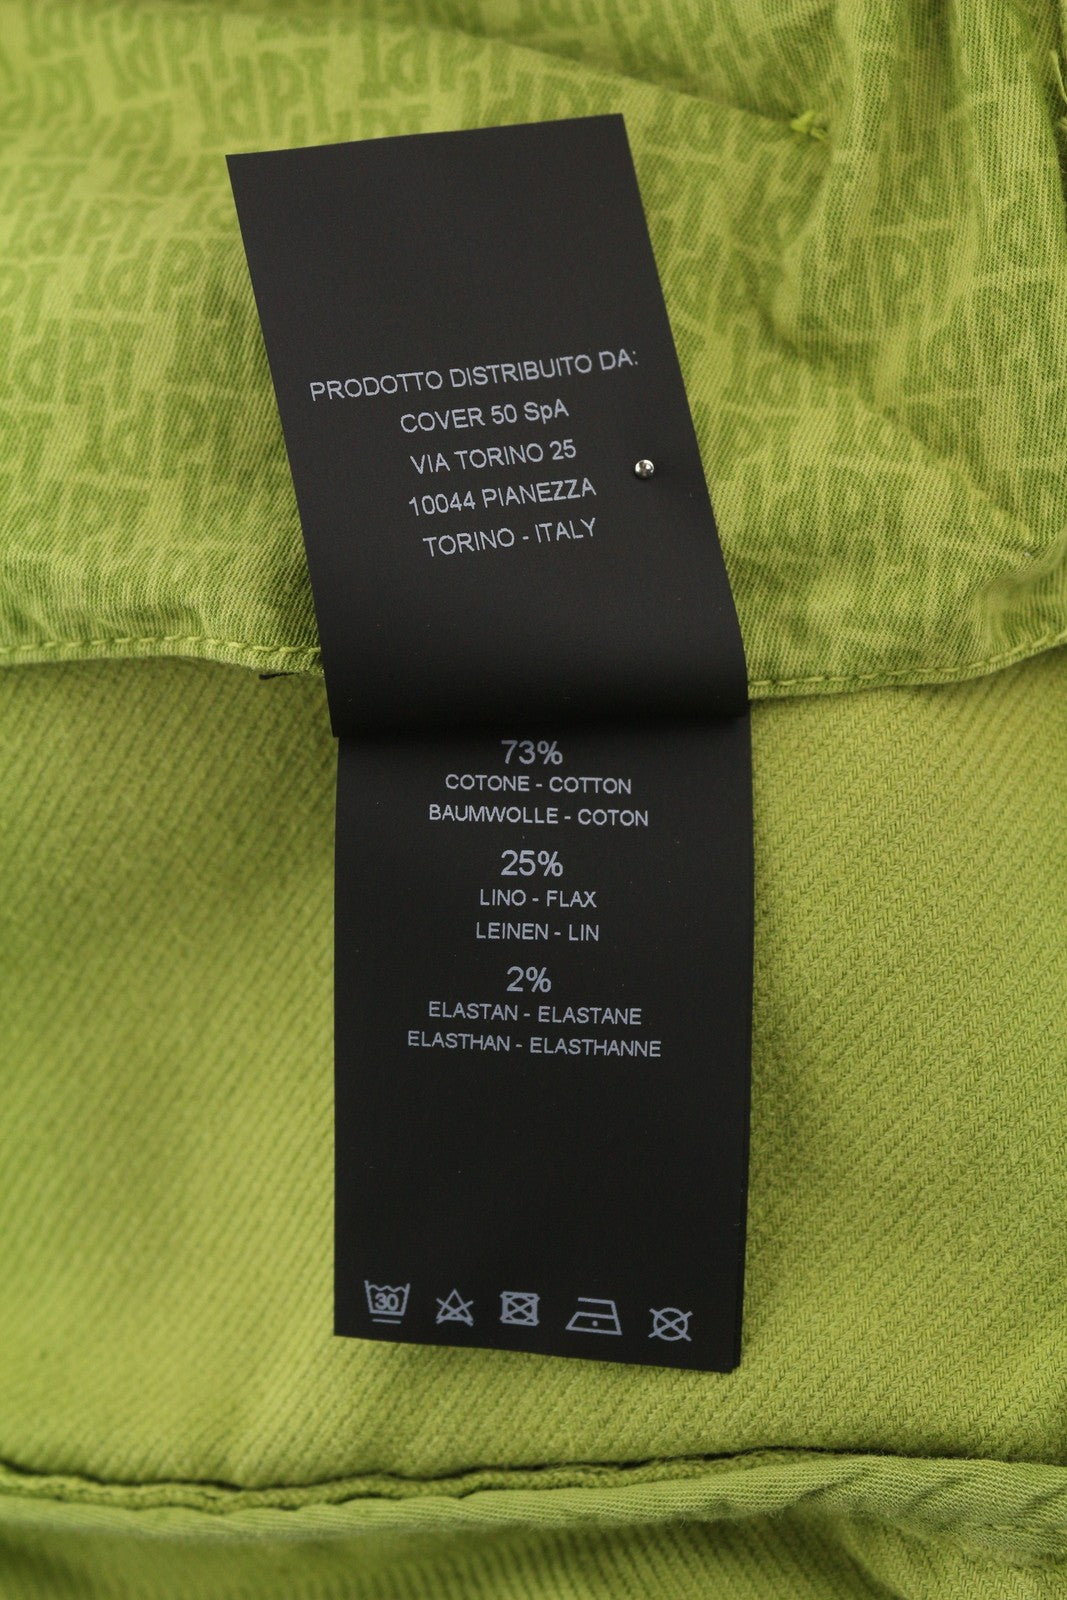 PRODOTTO DISTRIBUITO DA:
COVER 50 SpA
VIA TORINO 25
10044 PIANEZZA
TORINO - ITALY
73%
COTONE - COTTON
BAUMWOLLE - COTON
25%
LINO - FLAX
LEINEN - LIN
2%
ELASTAN - ELASTANE
ELASTHAN - ELASTHANNE
30